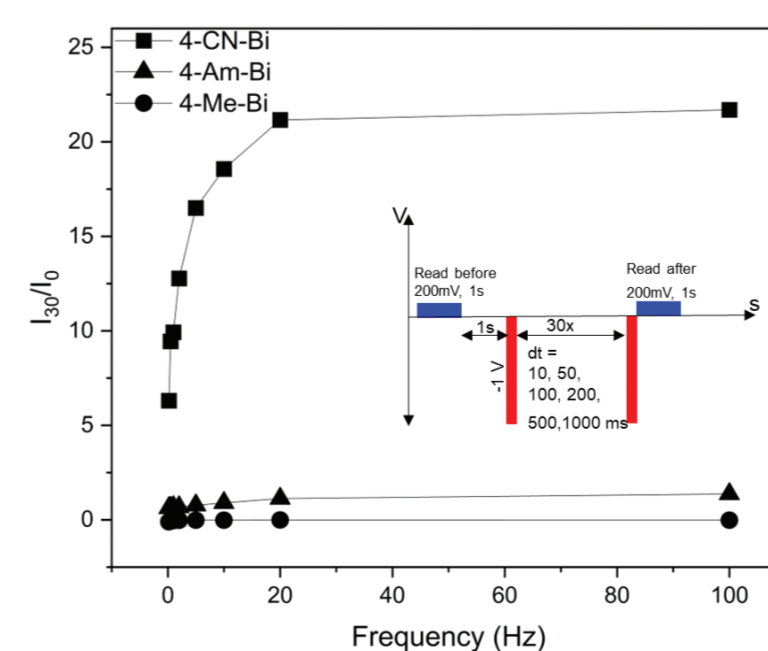 4-CN-Bi
4-Am-Bi
4-Me-Bi
25
20
15
10
5
0
I30/I0
0 20 40 60 80 100
Frequency (Hz)
V
Read before
200mV, 1s
Read after
200mV, 1s
s
1s
30x
-1 V
dt =
10, 50,
100, 200,
500,1000 ms